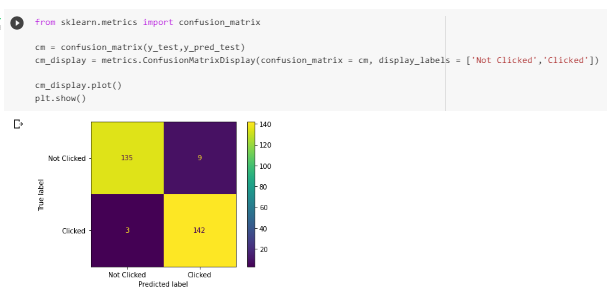 from sklearn.metrics import confusion_matrix
cm = confusion_matrix(y_test,y_pred_test)
cm_display = metrics.ConfusionMatrixDisplay(confusion_matrix = cm, display_labels = ['Not Clicked','Clicked'])
cm_display.plot()
plt.show()
140
Not Clicked 135 9
120
100
True label
80
60
Clicked 3 142
40
20
Not Clicked Clicked
Predicted label